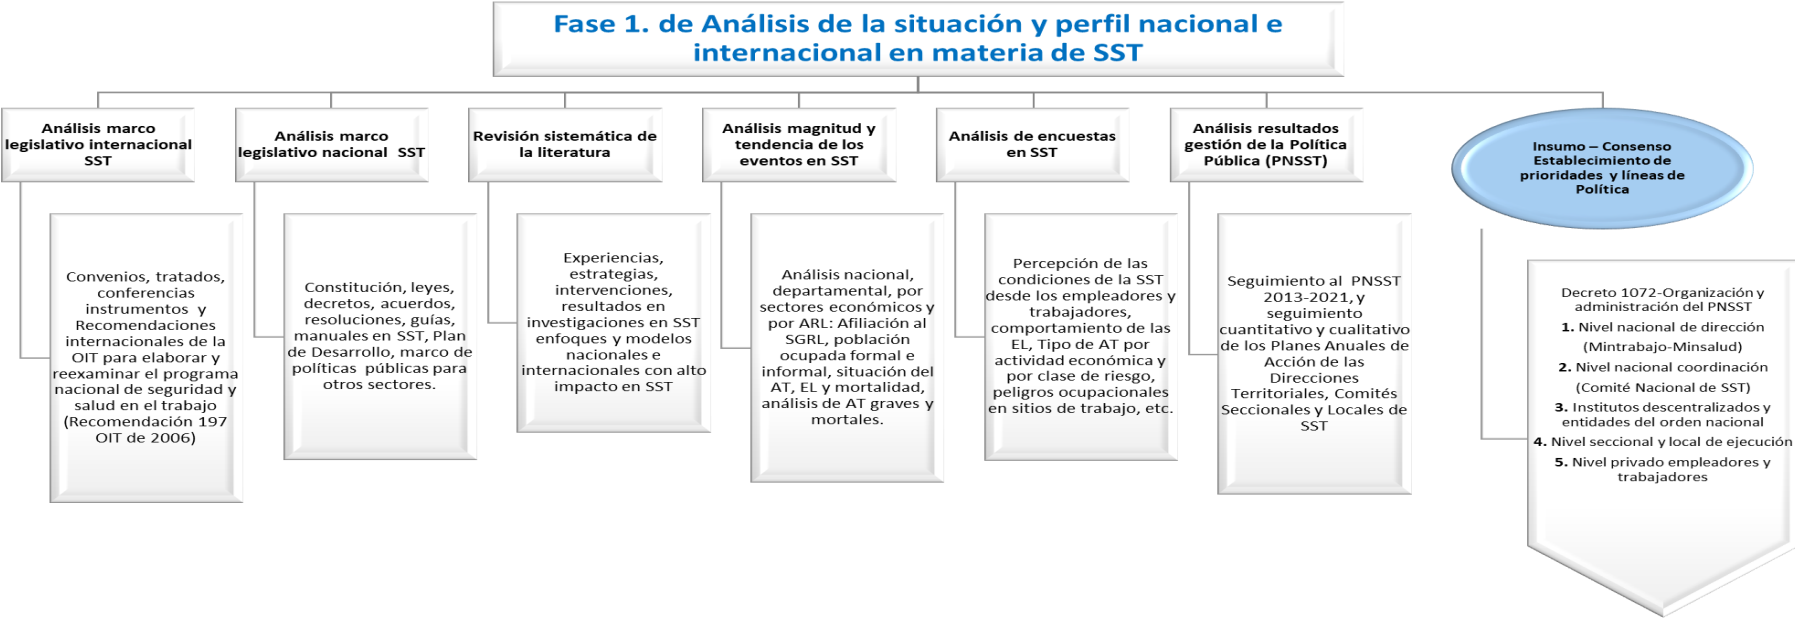 Fase 1. de Análisis de la situación y perfil nacional e
internacional en materia de SST
Análisis marco
legislativo internacional
SST
Convenios, tratados,
conferencias
instrumentos y
Recomendaciones
internacionales de la
OIT para elaborar y
reexaminar el programa
nacional de seguridad y
salud en el trabajo
(Recomendación 197
OIT de 2006)
Análisis marco
legislativo nacional SST
Constitución, leyes,
decretos, acuerdos,
resoluciones, guías,
manuales en SST, Plan
de Desarrollo, marco de
políticas públicas para
otros sectores.
Revisión sistemática de
la literatura
Experiencias,
estrategias,
intervenciones,
resultados en
investigaciones en SST
enfoques y modelos
nacionales e
internacionales con alto
impacto en SST
Análisis magnitud y
tendencia de los
eventos en SST
Análisis nacional,
departamental, por
sectores económicos y
por ARL: Afiliación al
SGRL, población
ocupada formal e
informal, situación del
AT, EL y mortalidad,
análisis de AT graves y
mortales.
Análisis de encuestas
en SST
Percepción de las
condiciones de la SST
desde los empleadores y
trabajadores,
comportamiento de las
EL, Tipo de AT por
actividad económica y
por clase de riesgo,
peligros ocupacionales
en sitios de trabajo, etc.
Análisis resultados
gestión de la Política
Pública (PNSST)
Seguimiento al PNSST
2013-2021, y
seguimiento
cuantitativo y cualitativo
de los Planes Anuales de
Acción de las
Direcciones
Territoriales, Comités
Seccionales y Locales de
SST
Insumo – Consenso
Establecimiento de
prioridades y líneas de
Política
Decreto 1072-Organización y
administración del PNSST
1. Nivel nacional de dirección
(Mintrabajo-Minsalud)
2. Nivel nacional coordinación
(Comité Nacional de SST)
3. Institutos descentralizados y
entidades del orden nacional
4. Nivel seccional y local de ejecución
5. Nivel privado empleadores y
trabajadores